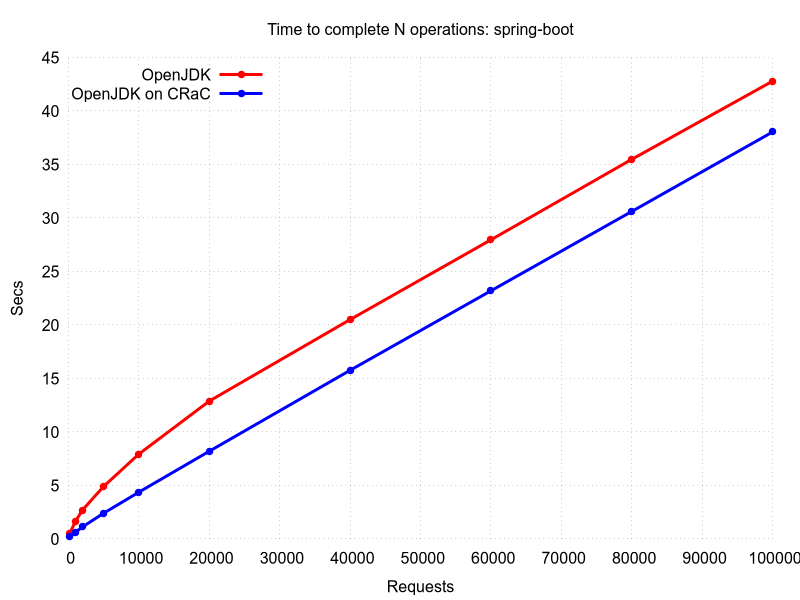 Time to complete N operations: spring-boot
45
40
35
30
25
20
15
10
5
0
Secs
OpenJDK
OpenJDK on CRaC
0 10000 20000 30000 40000 50000 60000 70000 80000 90000 100000
Requests